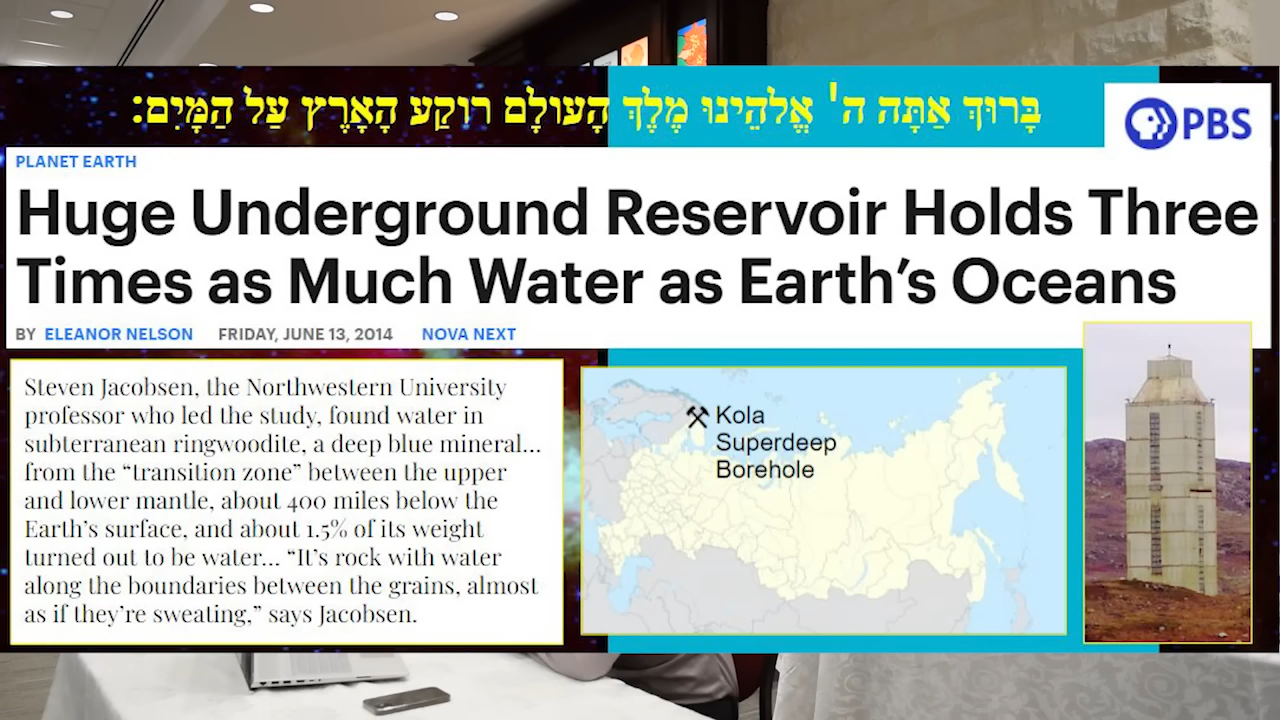 בָּרוּךְ אַתָּה ה' אֱלֹהֵינוּ מֶלֶךְ הָעולָם רוקַע הָאָרֶץ עַל הַמָּיִם:
PBS
PLANET EARTH
Huge Underground Reservoir Holds Three
Times as Much Water as Earth’s Oceans
BY ELEANOR NELSON FRIDAY, JUNE 13, 2014 NOVA NEXT
Steven Jacobsen, the Northwestern University
professor who led the study, found water in
subterranean ringwoodite, a deep blue mineral...
from the “transition zone” between the upper
and lower mantle, about 400 miles below the
Earth’s surface, and about 1.5% of its weight
turned out to be water... “It’s rock with water
along the boundaries between the grains, almost
as if they’re sweating,” says Jacobsen.
Kola
Superdeep
Borehole